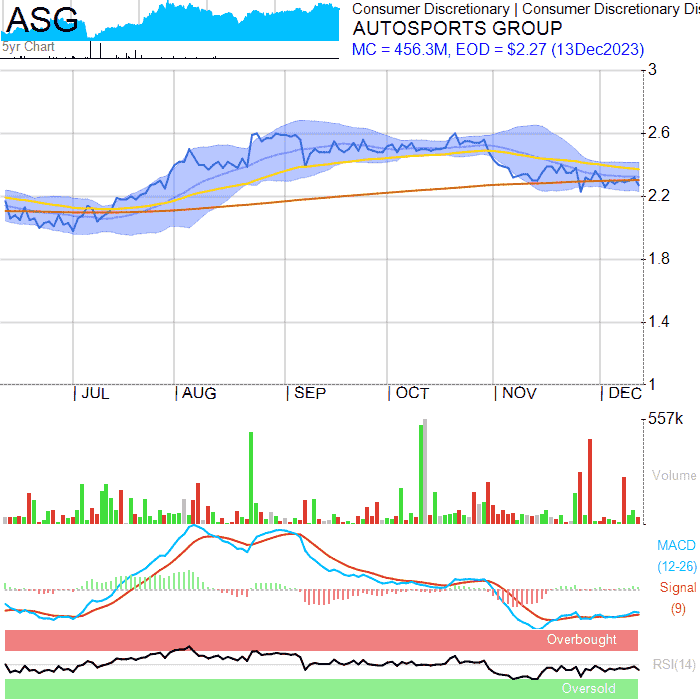 ASG
5yr Chart
Consumer Discretionary | Consumer Discretionary Dis
AUTOSPORTS GROUP
MC = 456.3M, EOD = $2.27 (13Dec2023)
3
2.6
2.2
1.8
1.4
1
| JUL | AUG | SEP | OCT | NOV | DEC
557k
Volume
MACD
(12-26)
Signal
(9)
Overbought
RSI(14)
Oversold